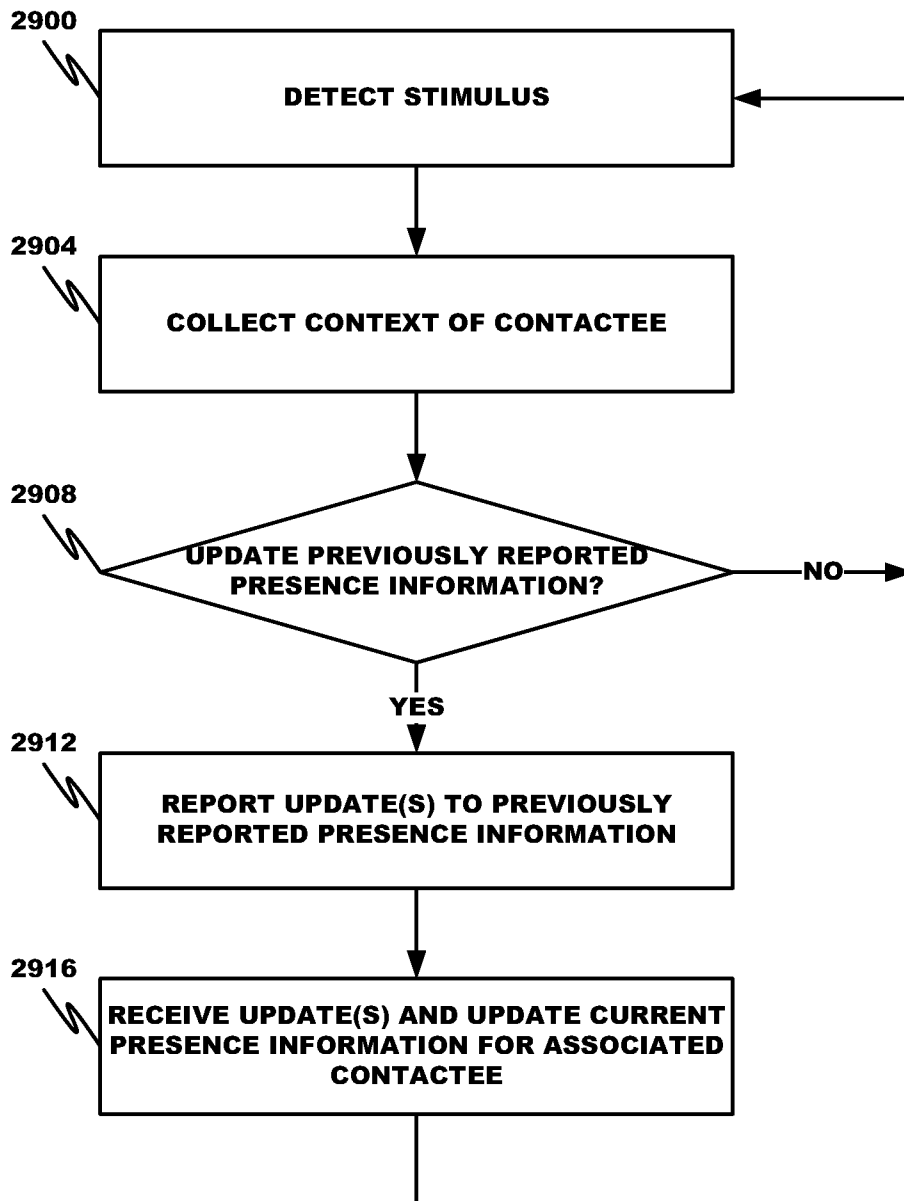 2900
DETECT STIMULUS
2904
COLLECT CONTEXT OF CONTACTEE
2908
UPDATE PREVIOUSLY REPORTED
PRESENCE INFORMATION?
NO
YES
2912
REPORT UPDATE(S) TO PREVIOUSLY
REPORTED PRESENCE INFORMATION
2916
RECEIVE UPDATE(S) AND UPDATE CURRENT
PRESENCE INFORMATION FOR ASSOCIATED
CONTACTEE